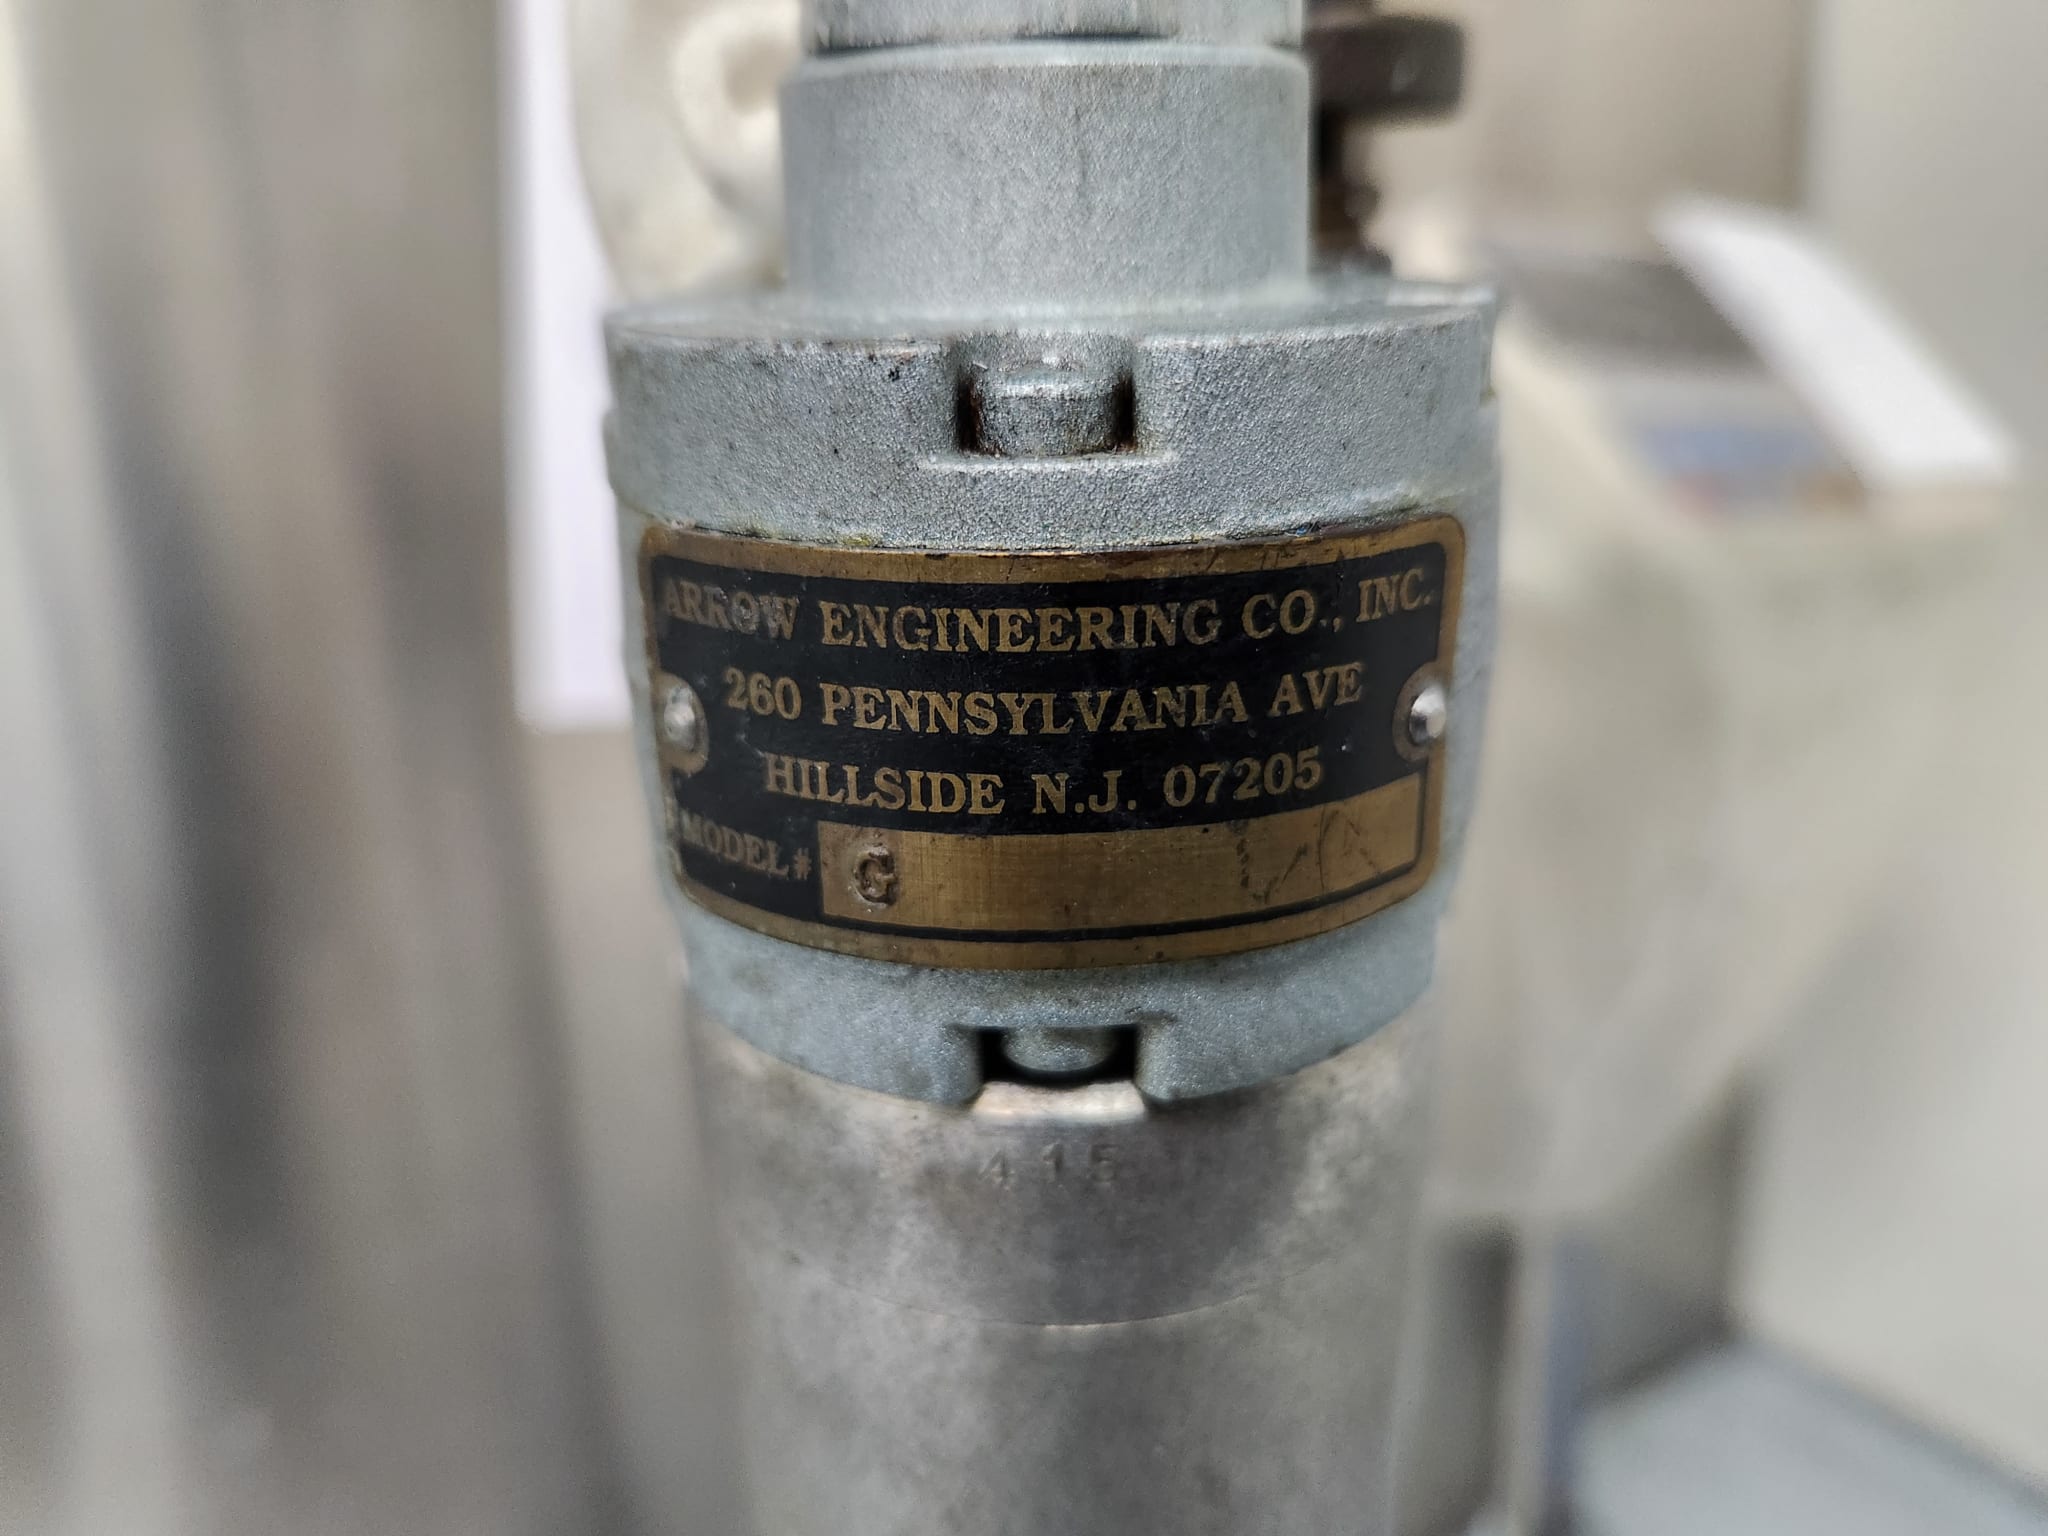 ARROW ENGINEERING CO., INC.
260 PENNSYLVANIA AVE
HILLSIDE N.J. 07205
MODEL # G
415